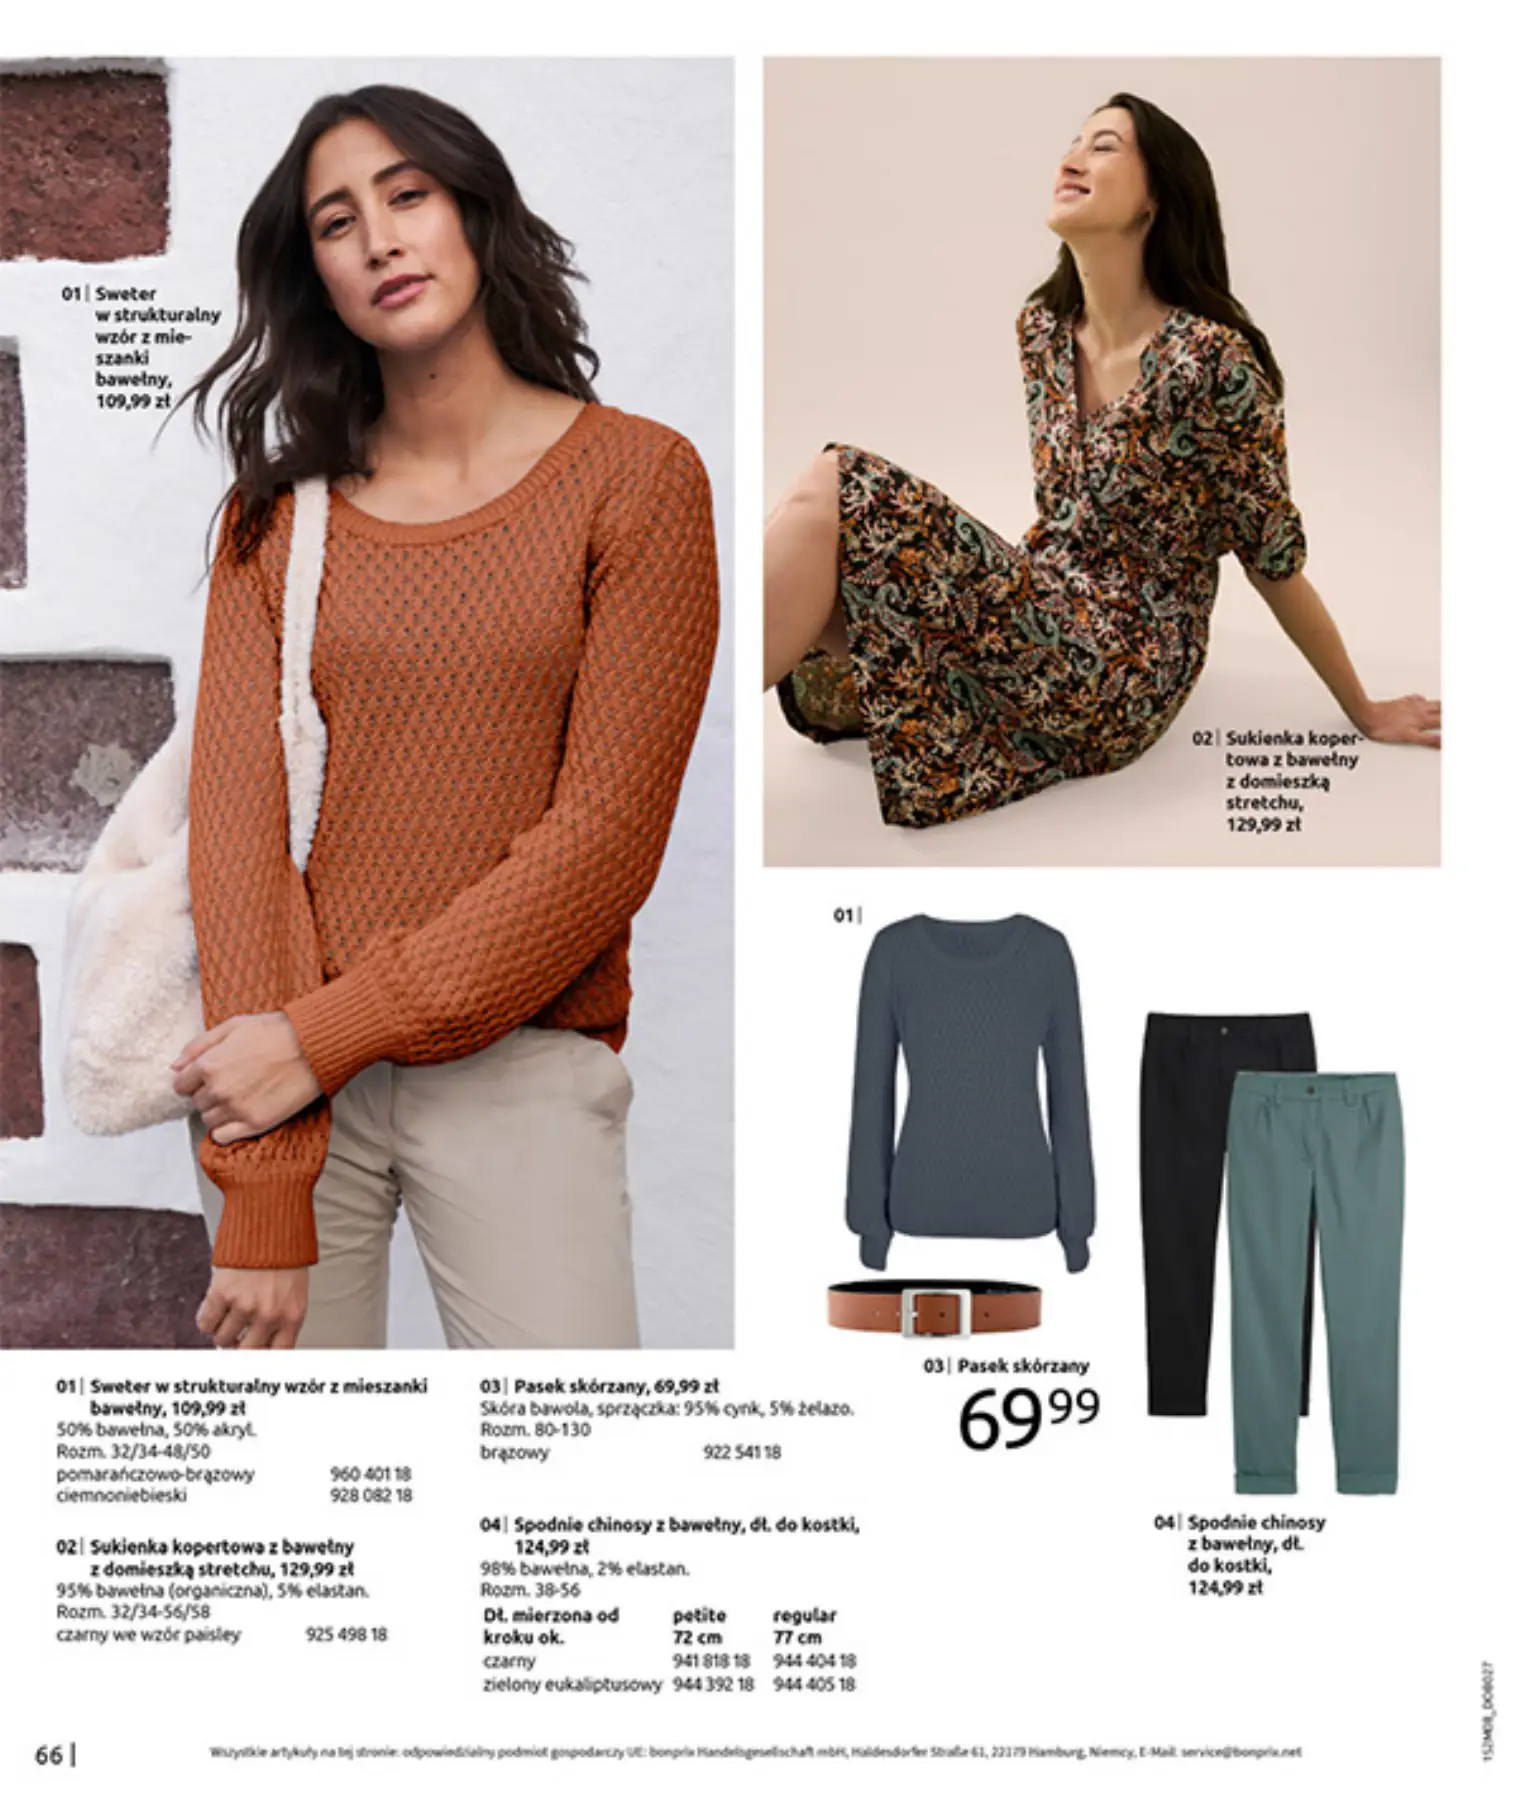 01| Sweter
w strukturalny
wzór z mie-
szanki
bawełny,
109,99 zł
02| Sukienka koper-
towa z bawełny
z domieszką
stretchu,
129,99 zł
01|
03| Pasek skórzany
69 99
04| Spodnie chinosy
z bawełny, dł.
do kostki,
124,99 zł
01| Sweter w strukturalny wzór z mieszanki
bawełny, 109,99 zł
50% bawełna, 50% akryl.
Rozm. 32/34-48/50
pomarańczowo-brązowy 960 401 18
ciemnoniebieski 928 082 18
02| Sukienka kopertowa z bawełny
z domieszką stretchu, 129,99 zł
95% bawełna (organiczna), 5% elastan.
Rozm. 32/34-56/58
czarny we wzór paisley 925 498 18
03| Pasek skórzany, 69,99 zł
Skóra bawola, sprzączka: 95% cynk, 5% żelazo.
Rozm. 80-130
brązowy 922 541 18
04| Spodnie chinosy z bawełny, dł. do kostki,
124,99 zł
98% bawełna, 2% elastan.
Rozm. 38-56
Dł. mierzona od petite regular
kroku ok. 72 cm 77 cm
czarny 941 818 18 944 404 18
zielony eukaliptusowy 944 392 18 944 405 18
66| Wszystkie artykuły na tej stronie: odpowiedzialny podmiot gospodarczy UE: bonprix Handelsgesellschaft mbH, Haldesdorfer Straße 61, 22179 Hamburg, Niemcy, E-Mail: service@bonprix.net
152M08_DOB027